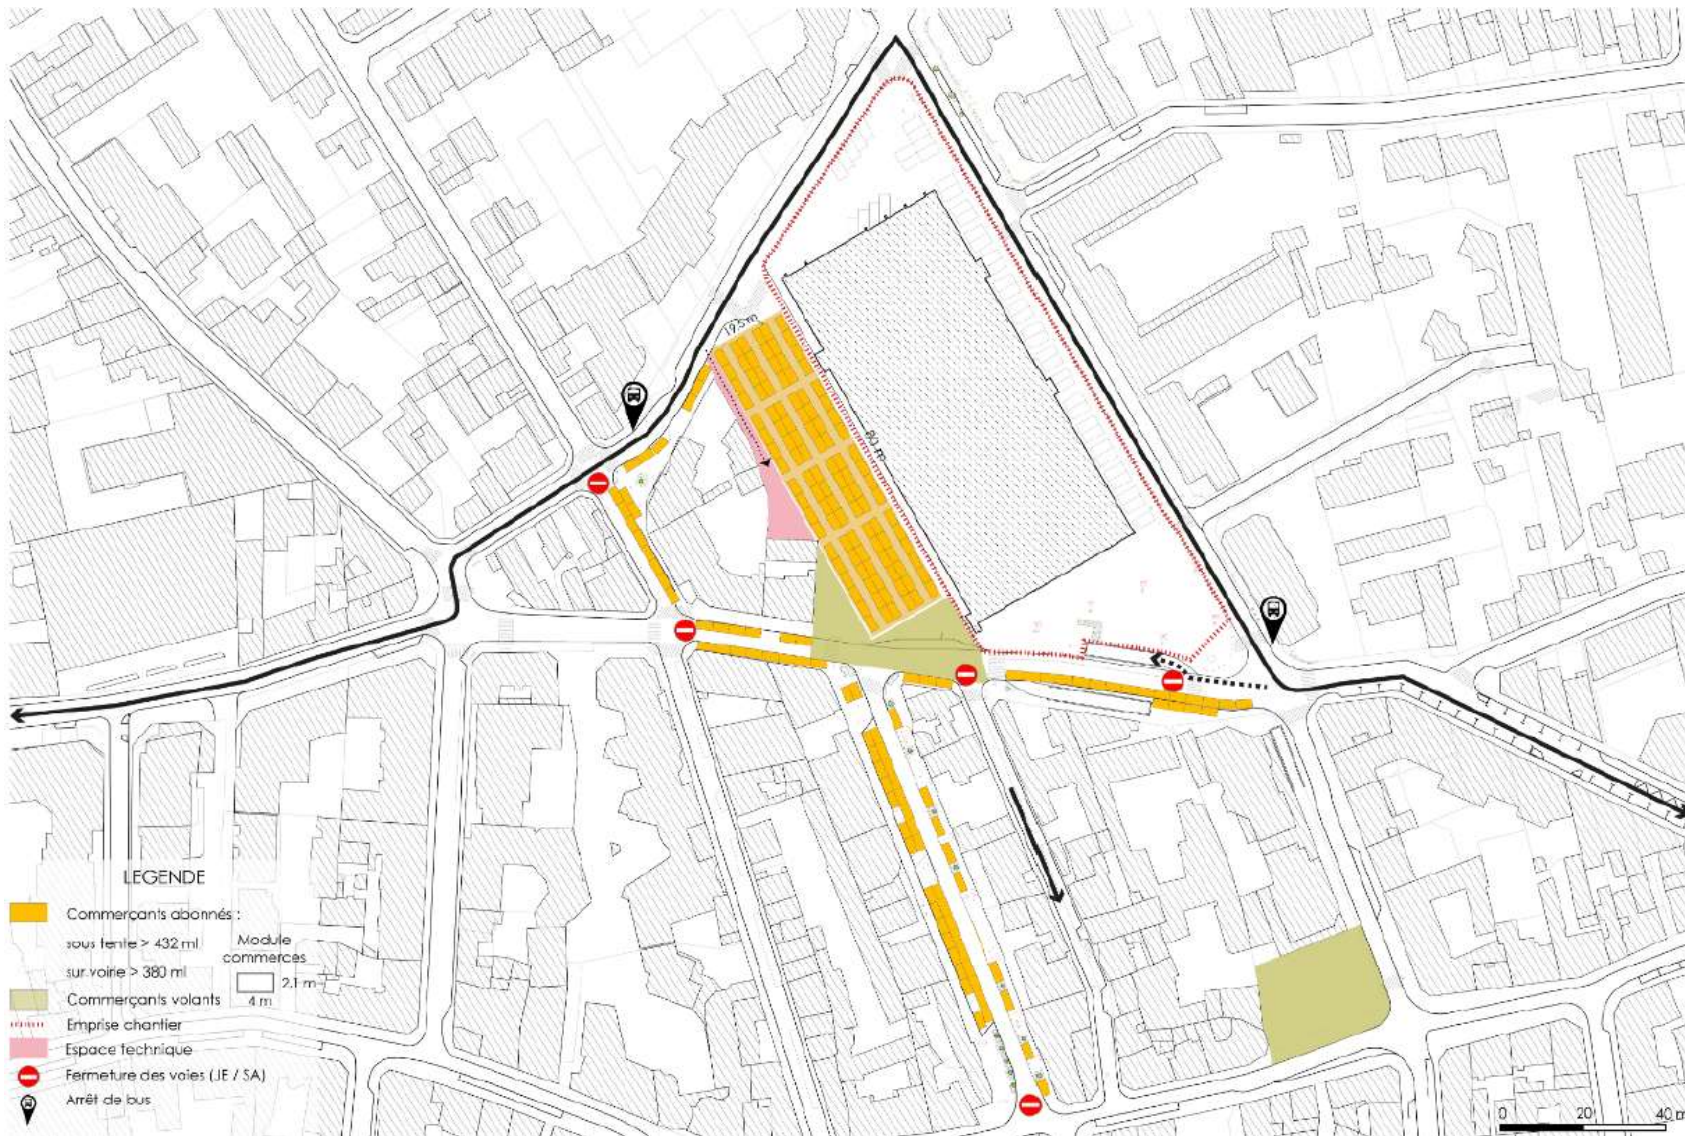 19.5 m
80 m
LEGENDE
Commerçants abonnés :
sous tente > 432 ml
sur voirie > 380 ml
Module
commerces
2.1 m
4 m
Commerçants volants
Emprise chantier
Espace technique
Fermeture des voies (JE / SA)
Arrêt de bus
0 20 40 m